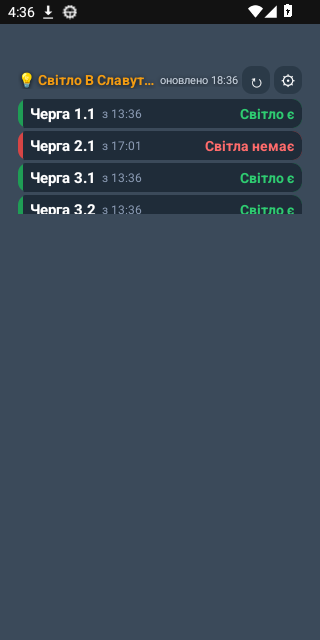 4:36
💡 Світло В Славут… оновлено 18:36
Черга 1.1 з 13:36 Світло є
Черга 2.1 з 17:01 Світла немає
Черга 3.1 з 13:36 Світло є
Черга 3.2 з 13:36 Світло є